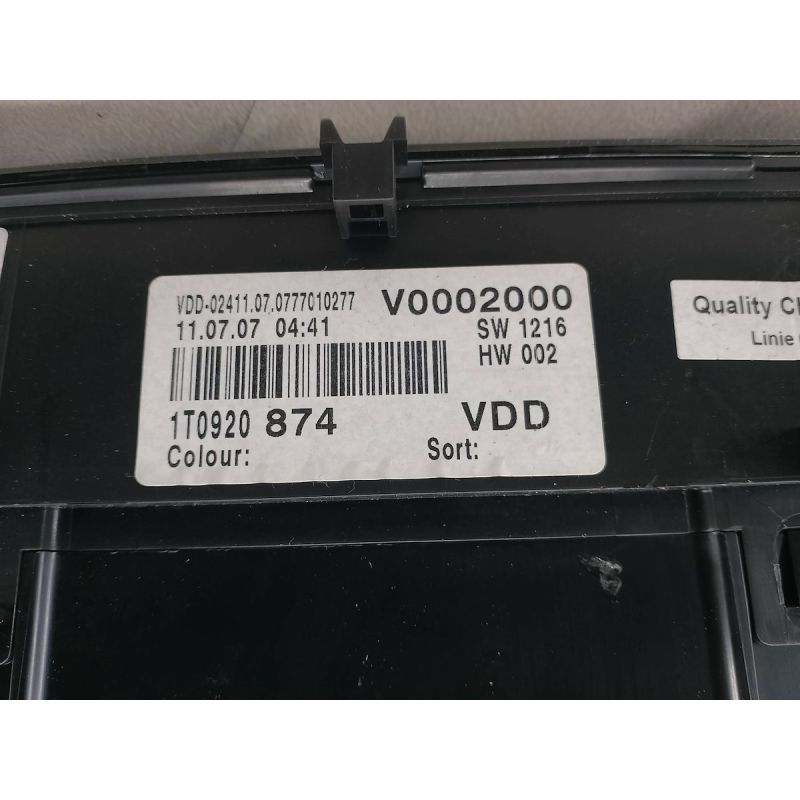 VDD-02411.07.0777010277 V0002000
11.07.07 04:41 SW 1216
HW 002
1T0920 874 VDD
Colour: Sort:
Quality
Linie